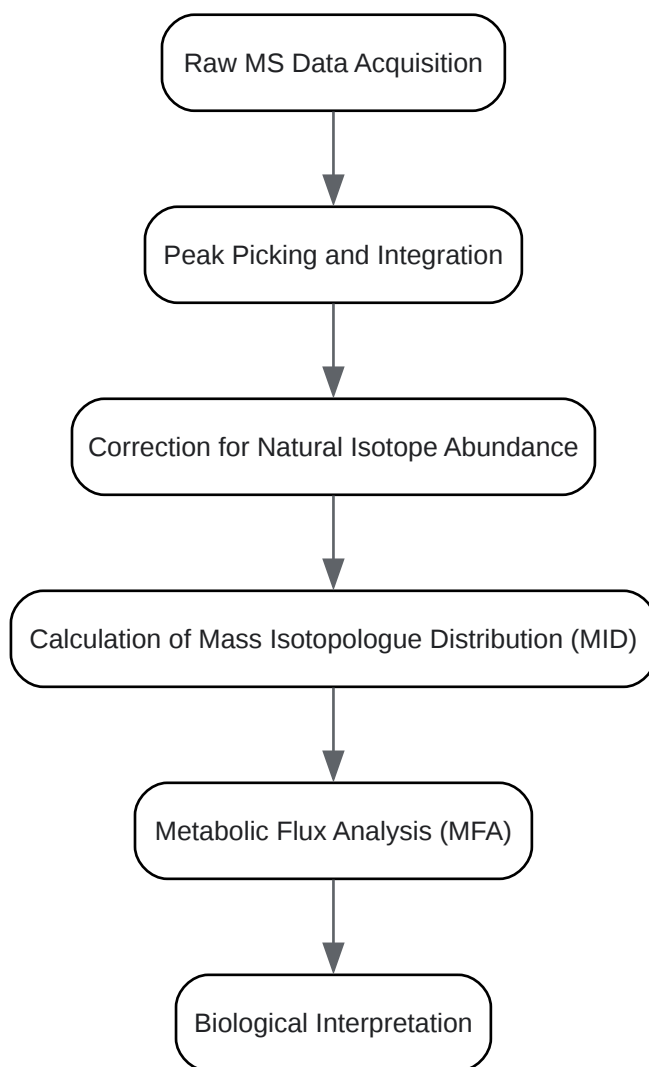 Raw MS Data Acquisition
Peak Picking and Integration
Correction for Natural Isotope Abundance
Calculation of Mass Isotopologue Distribution (MID)
Metabolic Flux Analysis (MFA)
Biological Interpretation